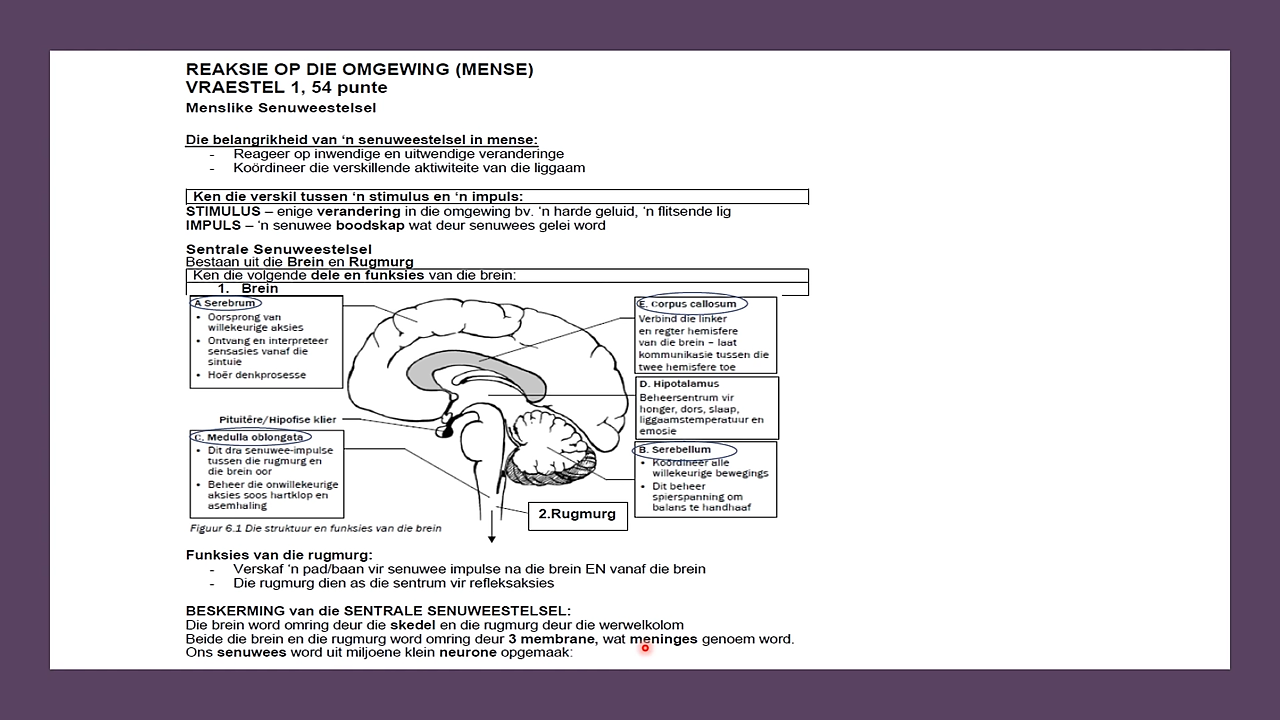 REAKSIE OP DIE OMGEWING (MENSE)
VRAESTEL 1, 54 punte
Menslike Senuweestelsel
Die belangrikheid van ‘n senuweestelsel in mense:
- Reageer op inwendige en uitwendige veranderinge
- Koördineer die verskillende aktiwiteite van die liggaam
Ken die verskil tussen ‘n stimulus en ‘n impuls:
STIMULUS – enige verandering in die omgewing bv. ‘n harde geluid, ‘n flitsende lig
IMPULS – ‘n senuwee boodskap wat deur senuwees gelei word
Sentrale Senuweestelsel
Bestaan uit die Brein en Rugmurg
Ken die volgende dele en funksies van die brein:
1. Brein
A Serebrum
• Oorsprong van
willekeurige aksies
• Ontvang en interpreteer
sensasies vanaf die
sintuie
• Hoër denkprosesse
Pituïtêre/Hipofise klier
C. Medulla oblongata
• Dit dra senuwee-impulse
tussen die rugmurg en
die brein oor
• Beheer die onwillekeurige
aksies soos hartklop en
asemhaling
E. Corpus callosum
Verbind die linker
en regter hemisfere
van die brein – laat
kommunikasie tussen die
twee hemisfere toe
D. Hipotalamus
Beheersentrum vir
honger, dors, slaap,
liggaamstemperatuur en
emosie
B. Serebellum
• Koördineer alle
willekeurige bewegings
• Dit beheer
spierspanning om
balans te handhaaf
2.Rugmurg
Figuur 6.1 Die struktuur en funksies van die brein
Funksies van die rugmurg:
- Verskaf ‘n pad/baan vir senuwee impulse na die brein EN vanaf die brein
- Die rugmurg dien as die sentrum vir refleksaksies
BESKERMING van die SENTRALE SENUWEESTELSEL:
Die brein word omring deur die skedel en die rugmurg deur die werwelkolom
Beide die brein en die rugmurg word omring deur 3 membrane, wat meninges genoem word.
Ons senuwees word uit miljoene klein neurone opgemaak: